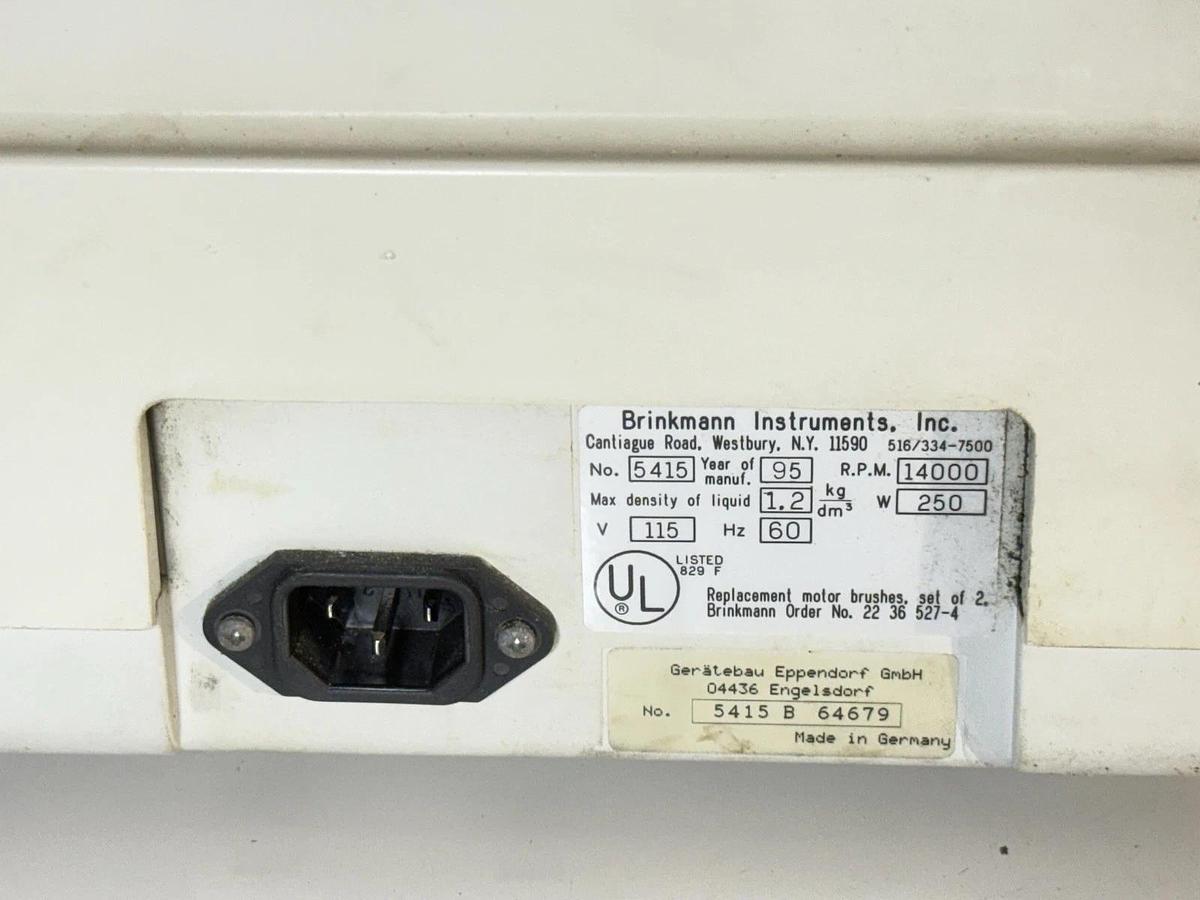 Brinkmann Instruments, Inc.
Cantiague Road, Westbury, N.Y. 11590 516/334-7500
No. 5415 Year of manuf. 95 R.P.M. 14000
Max density of liquid 1.2 kg/dm³ W 250
V 115 Hz 60
UL ® LISTED
829 F
Replacement motor brushes, set of 2,
Brinkmann Order No. 22 36 527-4
Gerätebau Eppendorf GmbH
04436 Engelsdorf
No. 5415 B 64679
Made in Germany